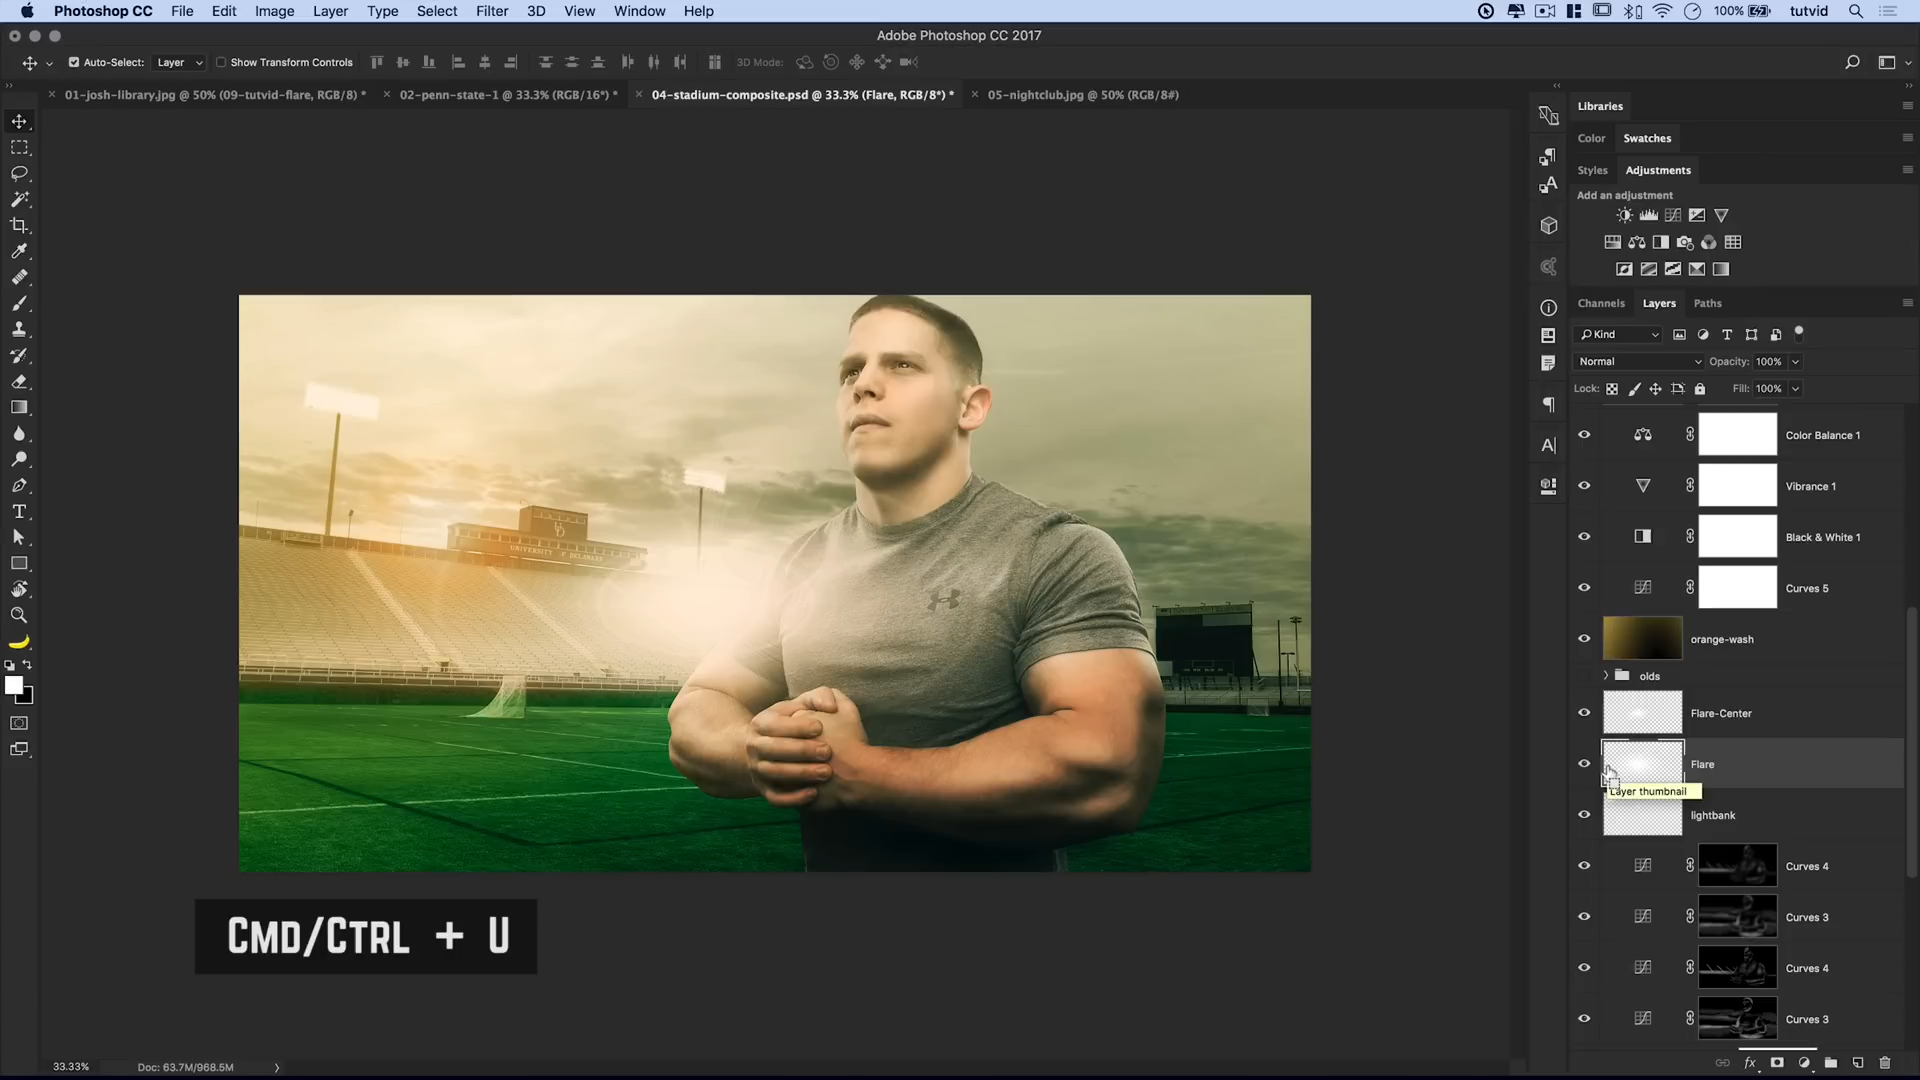 Photoshop CC File Edit Image Layer Type Select Filter 3D View Window Help 100% tutvid
Adobe Photoshop CC 2017
Auto-Select: Layer Show Transform Controls 3D Mode:
01-josh-library.jpg @ 50% (09-tutvid-flare, RGB/8) * 02-penn-state-1 @ 33.3% (RGB/16*) * 04-stadium-composite.psd @ 33.3% (Flare, RGB/8*) * 05-nightclub.jpg @ 50% (RGB/8#)
Libraries
Color Swatches
Styles Adjustments
Add an adjustment
Channels Layers Paths
Kind
Normal Opacity: 100%
Lock: Fill: 100%
Color Balance 1
Vibrance 1
Black & White 1
Curves 5
orange-wash
olds
Flare-Center
Flare
Layer thumbnail
lightbank
Curves 4
Curves 3
Curves 4
Curves 3
UNIVERSITY OF DELAWARE
Cmd/Ctrl + U
33.33% Doc: 63.7M/968.5M